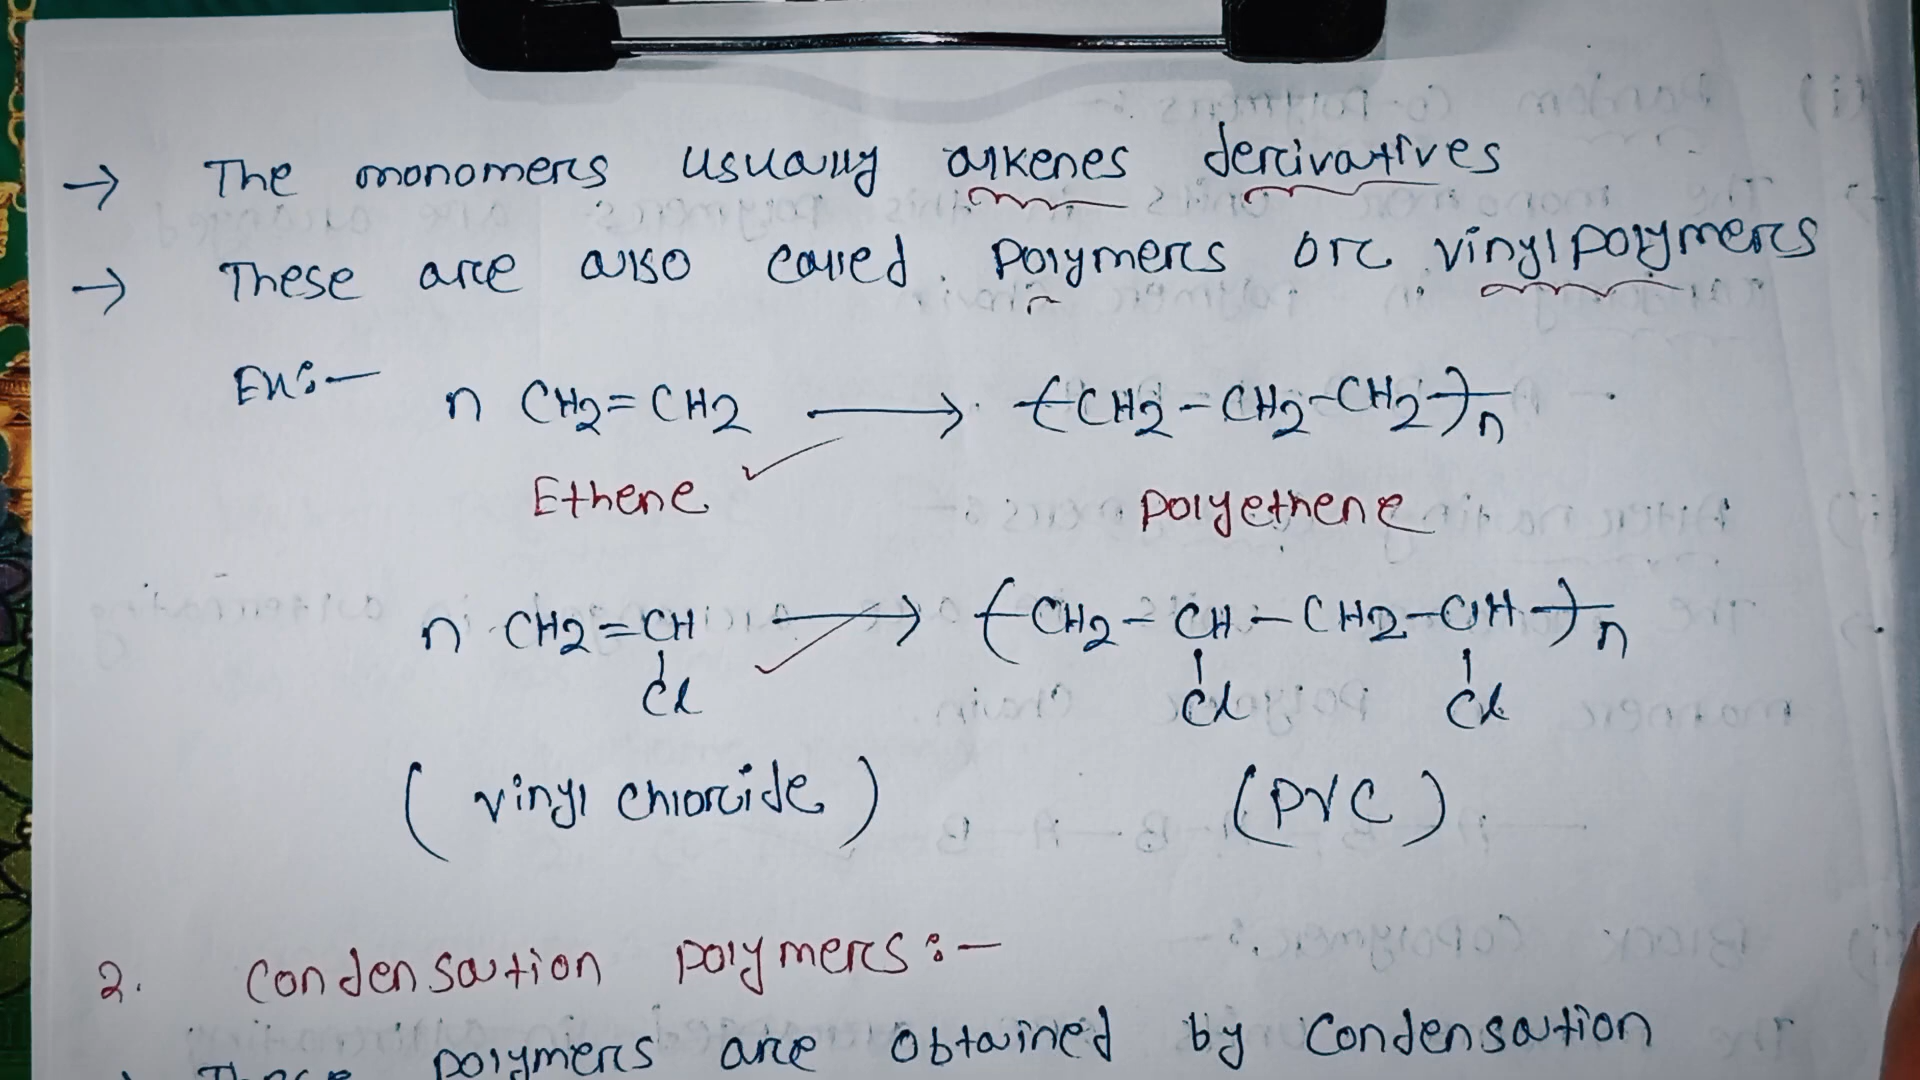 → The monomers usually alkenes derivatives
→ These are also called. Polymers or vinylpolymers
Ex:- n CH2=CH2 → -(CH2-CH2-CH2-)n
Ethene Polyethene
n CH2=CH → -(CH2-CH-CH2-CH-)n
Cl Cl Cl
(vinyl chloride) (PVC)
2. Condensation polymers:-
These polymers are obtained by condensation